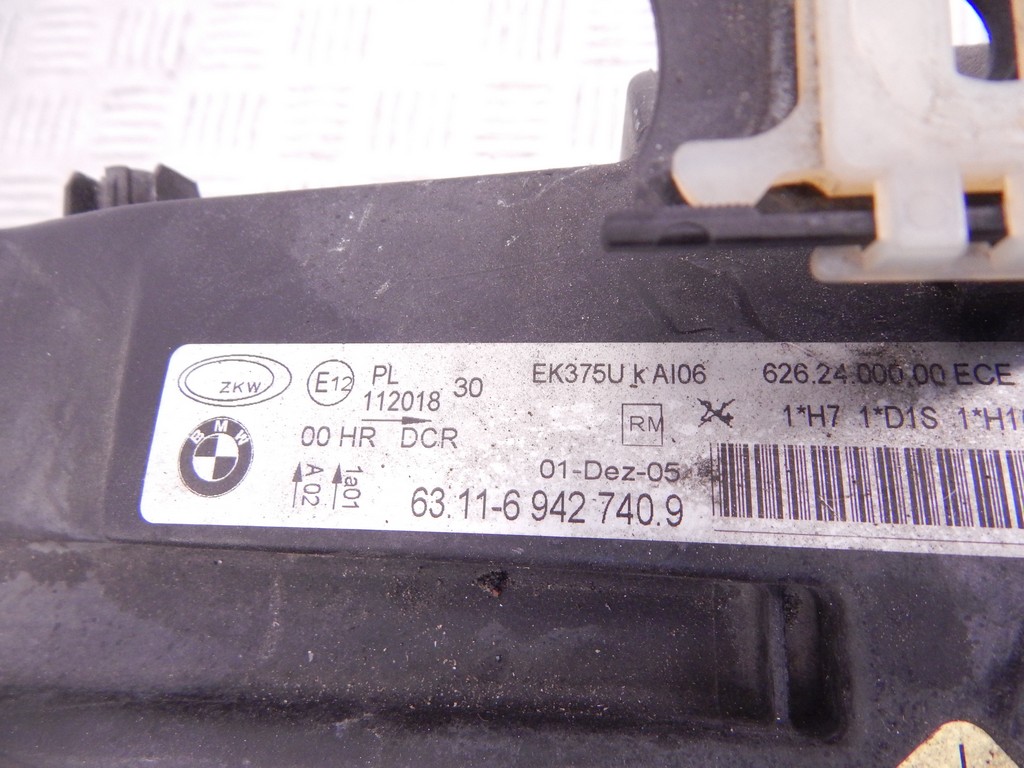 ZKW
E12 PL 30
112018
00 HR DCR
A 02 1a01
BMW
EK375U k AI06 626.24.000.00 ECE
RM 1*H7 1*D1S
01-Dez-05
63.11-6 942 740.9